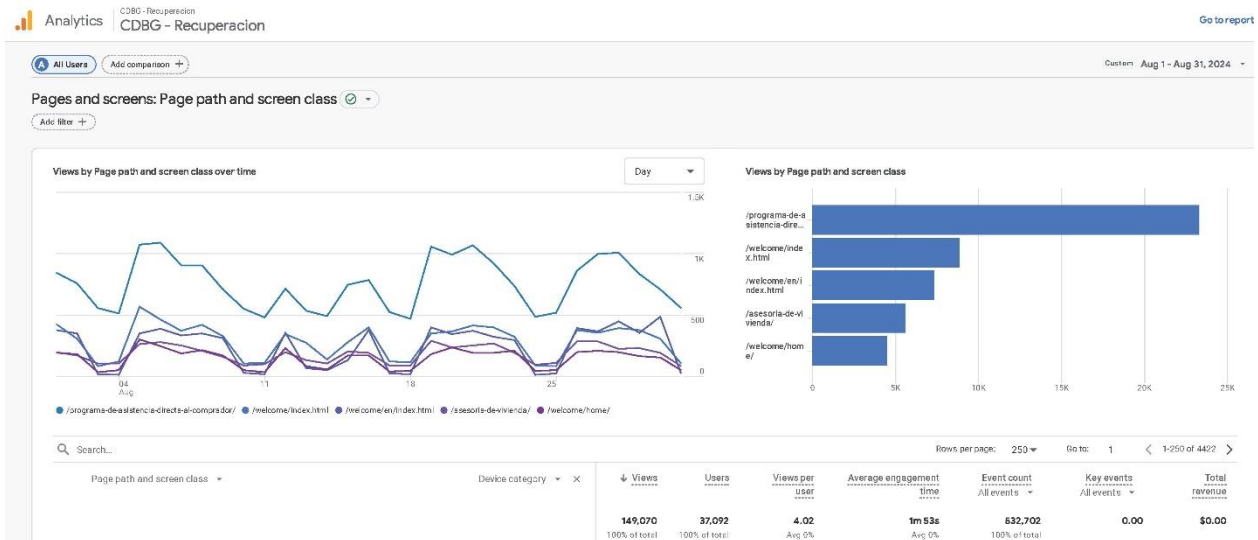 Analytics
CDBG - Recuperacion
CDBG - Recuperacion
Go to report
A All Users
Add comparison +
Custom Aug 1 - Aug 31, 2024
Pages and screens: Page path and screen class
Add filter +
Views by Page path and screen class over time
Day
1.5K
1K
500
0
04
Aug
11
18
25
/programa-de-asistencia-directa-al-comprador/ /welcome/index.html /welcome/en/index.html /asesoria-de-vivienda/ /welcome/home/
Views by Page path and screen class
/programa-de-a
sistencia-dire...
/welcome/inde
x.html
/welcome/en/i
ndex.html
/asesoria-de-vi
vienda/
/welcome/hom
e/
0 5K 10K 15K 20K 25K
Search...
Rows per page: 250 Go to: 1 < 1-250 of 4422 >
Page path and screen class
Device category ×
↓ Views
Users
Views per
user
Average engagement
time
Event count
All events
Key events
All events
Total
revenue
149,070 37,092 4.02 1m 53s 632,702 0.00 $0.00
100% of total 100% of total Avg 0% Avg 0% 100% of total